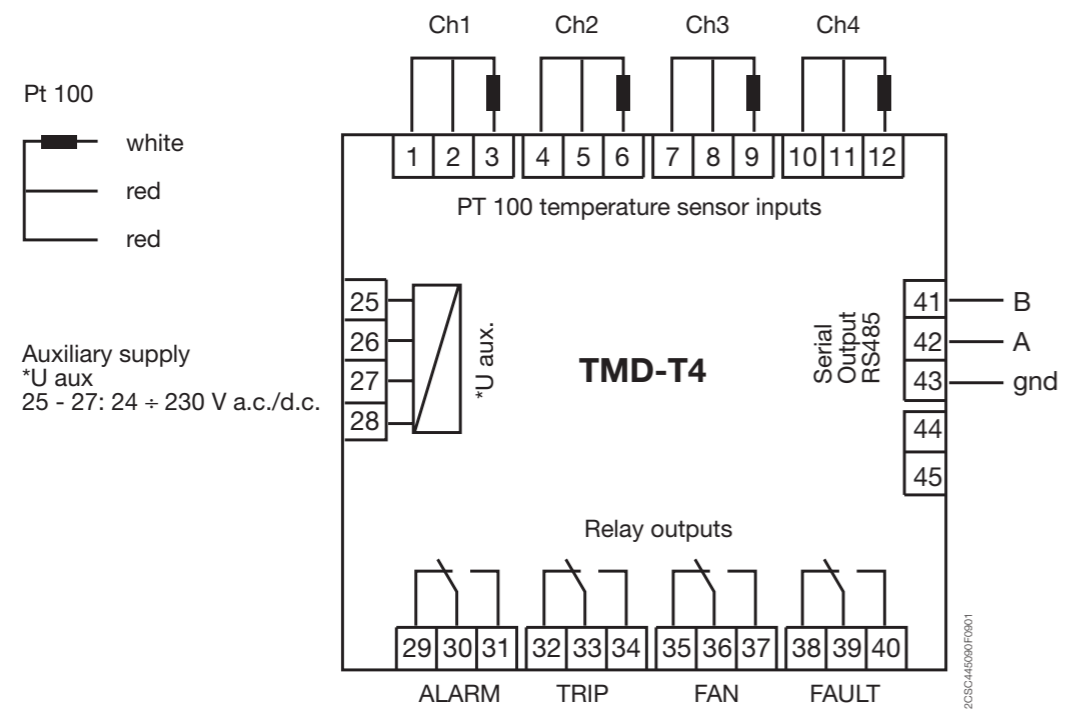 Ch1 Ch2 Ch3 Ch4
Pt 100
white
red
red
1 2 3 4 5 6 7 8 9 10 11 12
PT 100 temperature sensor inputs
Auxiliary supply
*U aux
25 - 27: 24 ÷ 230 V a.c./d.c.
25
26
27
28
*U aux.
TMD-T4
Serial
Output
RS485
41 B
42 A
43 gnd
44
45
Relay outputs
29 30 31 32 33 34 35 36 37 38 39 40
ALARM TRIP FAN FAULT
2CSC445090F0901